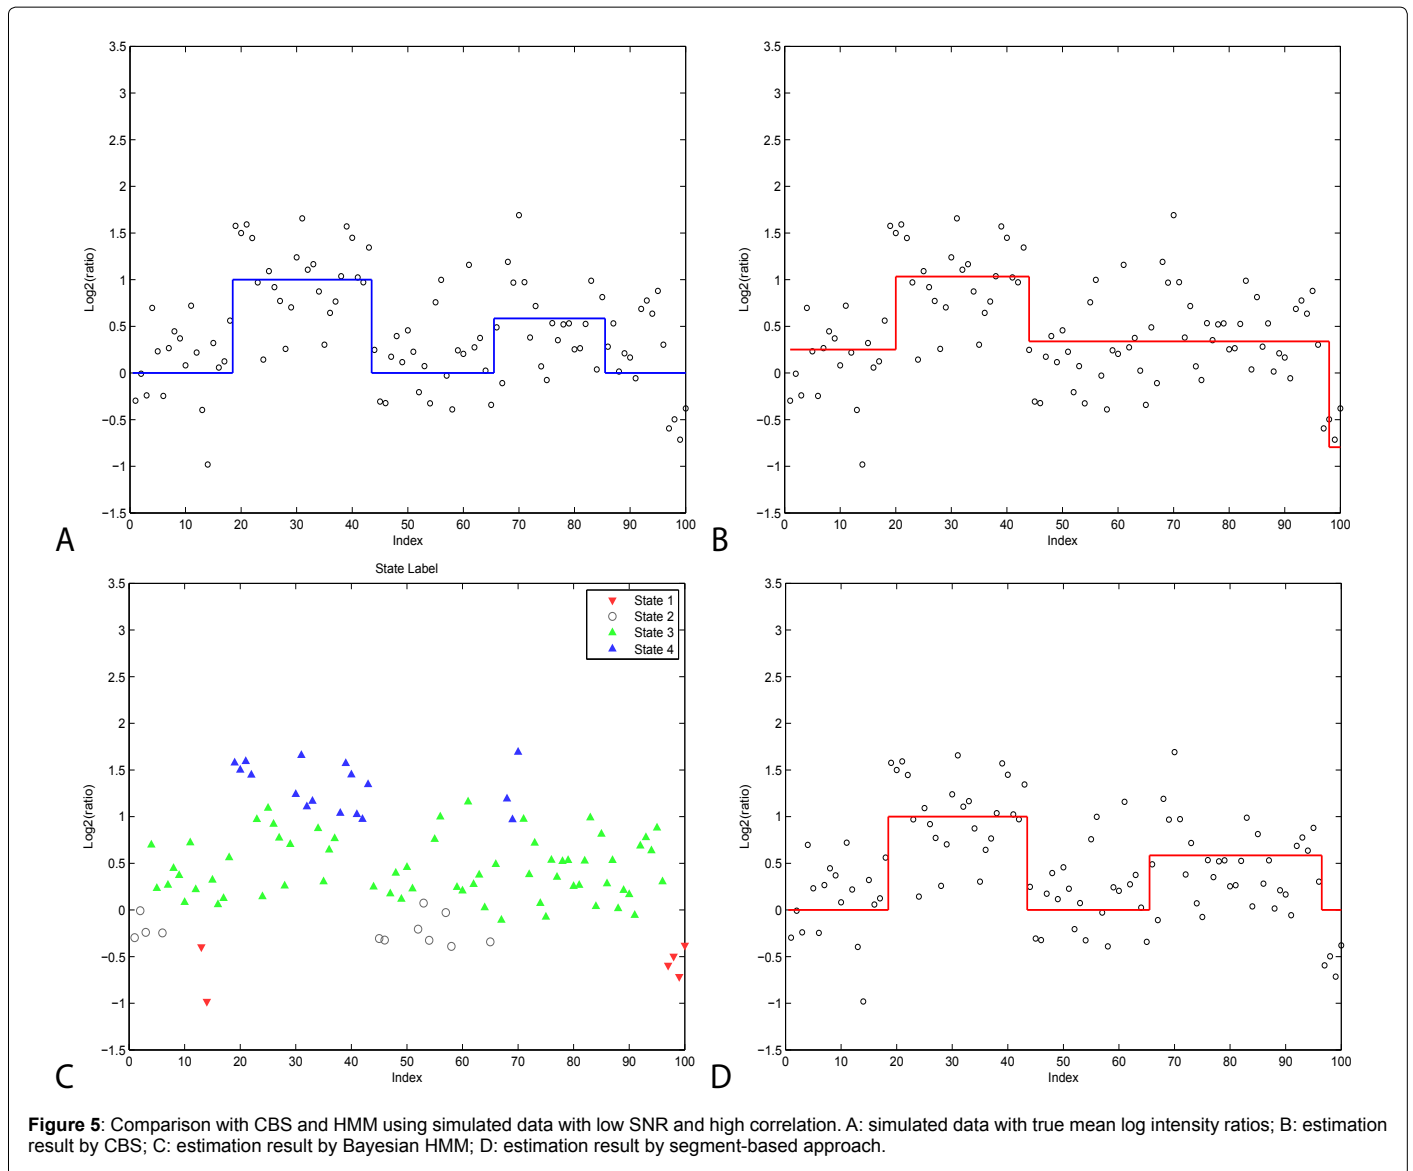 3.5
3
2.5
2
1.5
1
0.5
0
−0.5
−1
−1.5
Log2(ratio)
0 10 20 30 40 50 60 70 80 90 100
Index
A
3.5
3
2.5
2
1.5
1
0.5
0
−0.5
−1
−1.5
Log2(ratio)
0 10 20 30 40 50 60 70 80 90 100
Index
B
State Label
3.5
3
2.5
2
1.5
1
0.5
0
−0.5
−1
−1.5
Log2(ratio)
State 1
State 2
State 3
State 4
0 10 20 30 40 50 60 70 80 90 100
Index
C
3.5
3
2.5
2
1.5
1
0.5
0
−0.5
−1
−1.5
Log2(ratio)
0 10 20 30 40 50 60 70 80 90 100
Index
D
Figure 5: Comparison with CBS and HMM using simulated data with low SNR and high correlation. A: simulated data with true mean log intensity ratios; B: estimation
result by CBS; C: estimation result by Bayesian HMM; D: estimation result by segment-based approach.